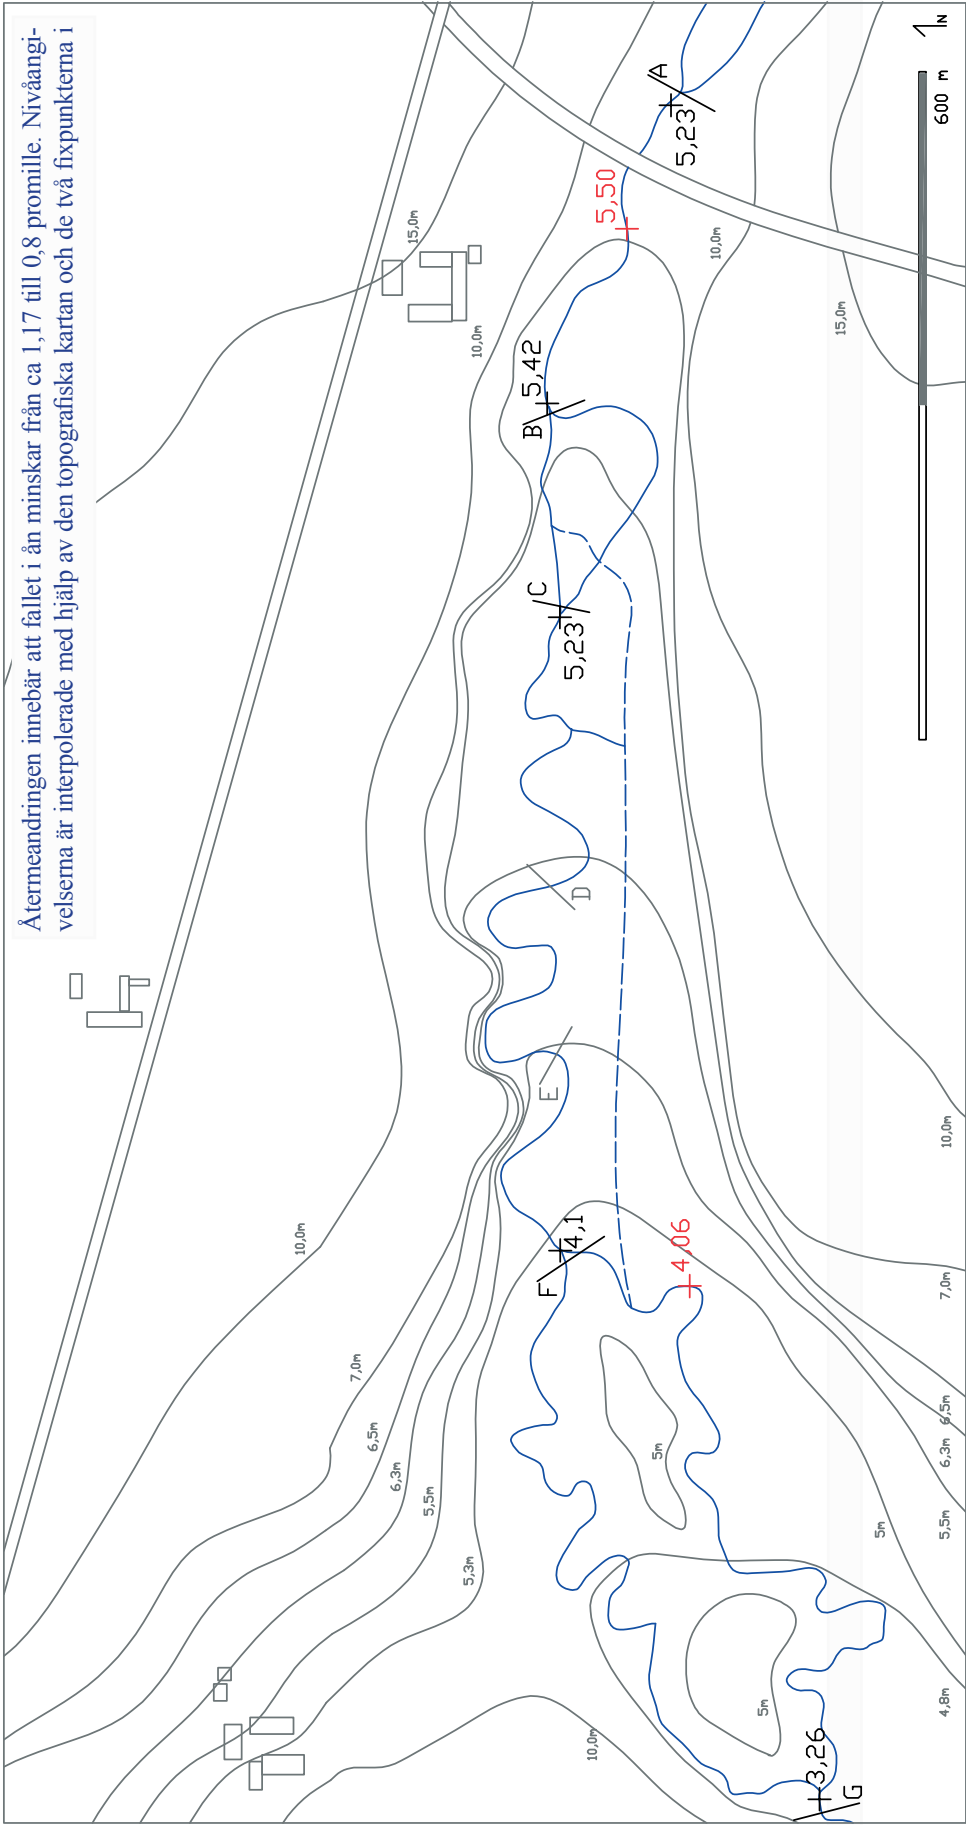 Återmeandringen innebär att fallet i ån minskar från ca 1,17 till 0,8 promille. Nivåangi-
velserna är interpolerade med hjälp av den topografiska kartan och de två fixpunkterna i
N
600 m
A
5,23
5,50
15,0m
10,0m
10,0m
15,0m
5,42
B
C
5,23
D
E
10,0m
10,0m
4,1
F
4,06
7,0m
7,0m
6,5m
6,5m
6,3m
6,3m
5,5m
5,5m
5m
5m
5,3m
5m
4,8m
10,0m
3,26
G